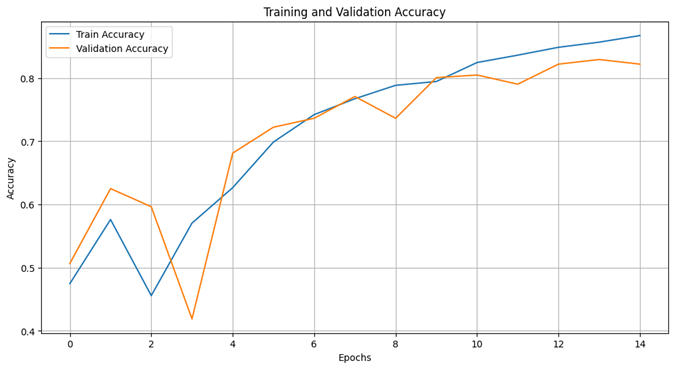 Training and Validation Accuracy
Train Accuracy
Validation Accuracy
0.8
0.7
0.6
0.5
0.4
Accuracy
0 2 4 6 8 10 12 14
Epochs